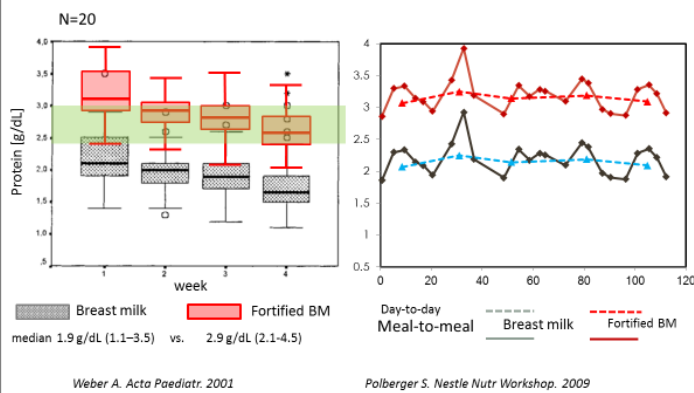 N=20
Protein [g/dL]
4,0
3,5
3,0
2,5
2,0
1,5
1,0
,5
1
2
3
4
week
Breast milk
Fortified BM
median 1.9 g/dL (1.1–3.5) vs. 2.9 g/dL (2.1-4.5)
Weber A. Acta Paediatr. 2001
4
3.5
3
2.5
2
1.5
1
0.5
0
20
40
60
80
100
120
Day-to-day
Meal-to-meal
Breast milk
Fortified BM
Polberger S. Nestle Nutr Workshop. 2009